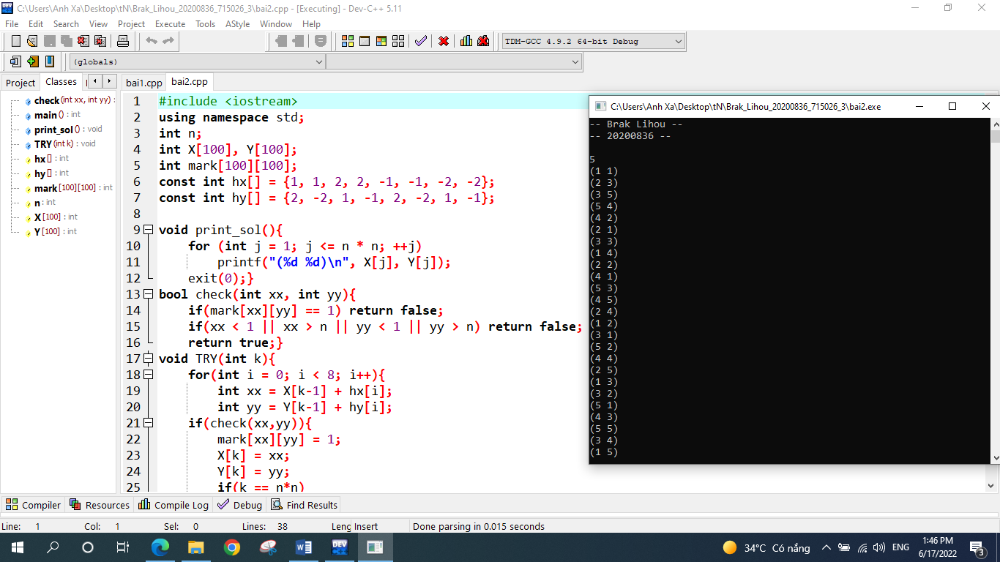 C:\Users\Anh Xa\Desktop\tN\Brak_Lihou_20200836_715026_3\bai2.cpp - [Executing] - Dev-C++ 5.11
File Edit Search View Project Execute Tools AStyle Window Help
TDM-GCC 4.9.2 64-bit Debug
(globals)
Project Classes
bai1.cpp bai2.cpp
check (int xx, int yy) :
main () : int
print_sol () : void
TRY (int k) : void
hx [] : int
hy [] : int
mark [100][100] : int
n : int
X [100] : int
Y [100] : int
1 #include <iostream>
2 using namespace std;
3 int n;
4 int X[100], Y[100];
5 int mark[100][100];
6 const int hx[] = {1, 1, 2, 2, -1, -1, -2, -2};
7 const int hy[] = {2, -2, 1, -1, 2, -2, 1, -1};
8
9 void print_sol(){
10 for (int j = 1; j <= n * n; ++j)
11 printf("(%d %d)\n", X[j], Y[j]);
12 exit(0);}
13 bool check(int xx, int yy){
14 if(mark[xx][yy] == 1) return false;
15 if(xx < 1 || xx > n || yy < 1 || yy > n) return false;
16 return true;}
17 void TRY(int k){
18 for(int i = 0; i < 8; i++){
19 int xx = X[k-1] + hx[i];
20 int yy = Y[k-1] + hy[i];
21 if(check(xx,yy)){
22 mark[xx][yy] = 1;
23 X[k] = xx;
24 Y[k] = yy;
25 if(k == n*n)
C:\Users\Anh Xa\Desktop\tN\Brak_Lihou_20200836_715026_3\bai2.exe
-- Brak Lihou --
-- 20200836 --
5
(1 1)
(2 3)
(3 5)
(5 4)
(4 2)
(2 1)
(3 3)
(1 4)
(2 2)
(4 1)
(5 3)
(4 5)
(2 4)
(1 2)
(3 1)
(5 2)
(4 4)
(2 5)
(1 3)
(3 2)
(5 1)
(4 3)
(5 5)
(3 4)
(1 5)
Compiler Resources Compile Log Debug Find Results
Line: 1 Col: 1 Sel: 0 Lines: 38 Leng Insert Done parsing in 0.015 seconds
34°C Có nắng ENG
1:46 PM
6/17/2022
3